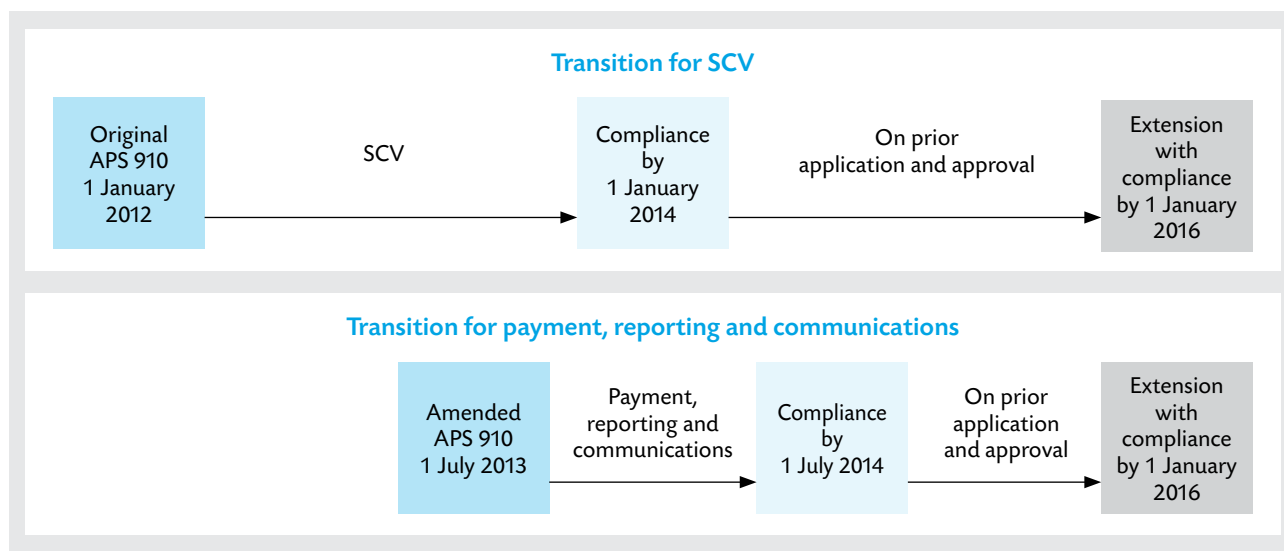 Transition for SCV
Original
APS 910
1 January
2012
SCV
Compliance
by
1 January
2014
On prior
application and approval
Extension
with
compliance
by 1 January
2016
Transition for payment, reporting and communications
Amended
APS 910
1 July 2013
Payment,
reporting and
communications
Compliance
by
1 July 2014
On prior
application
and approval
Extension
with
compliance
by 1 January
2016